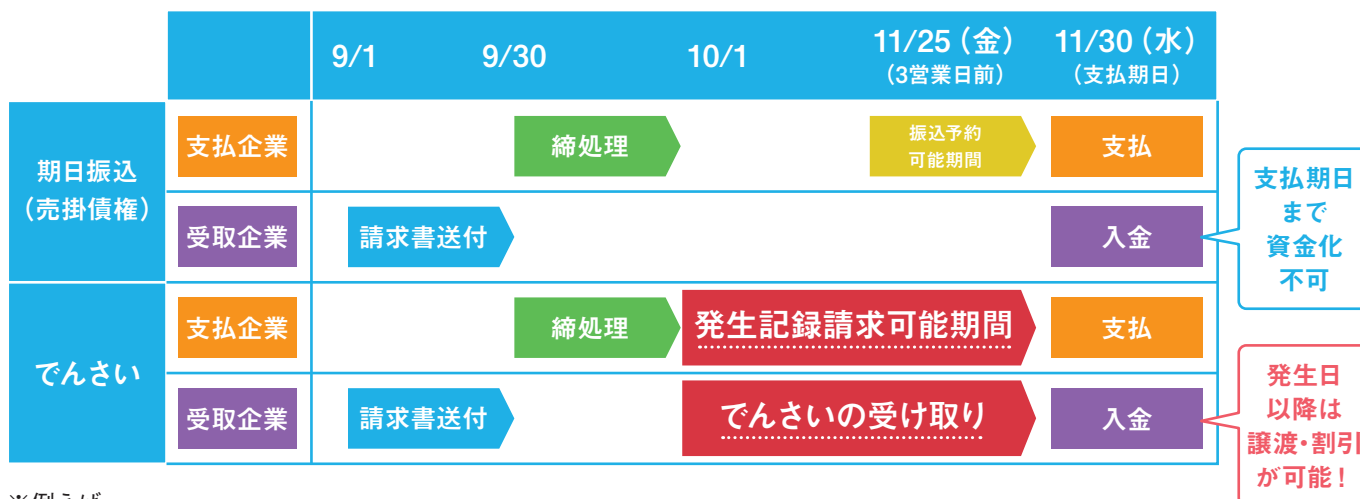 9/1
9/30
10/1
11/25（金）
（3営業日前）
11/30（水）
（支払期日）
期日振込
（売掛債権）
支払企業
締処理
振込予約
可能期間
支払
受取企業
請求書送付
入金
支払期日
まで
資金化
不可
でんさい
支払企業
締処理
発生記録請求可能期間
支払
受取企業
請求書送付
でんさいの受け取り
入金
発生日
以降は
譲渡・割引
が可能！
※例えば